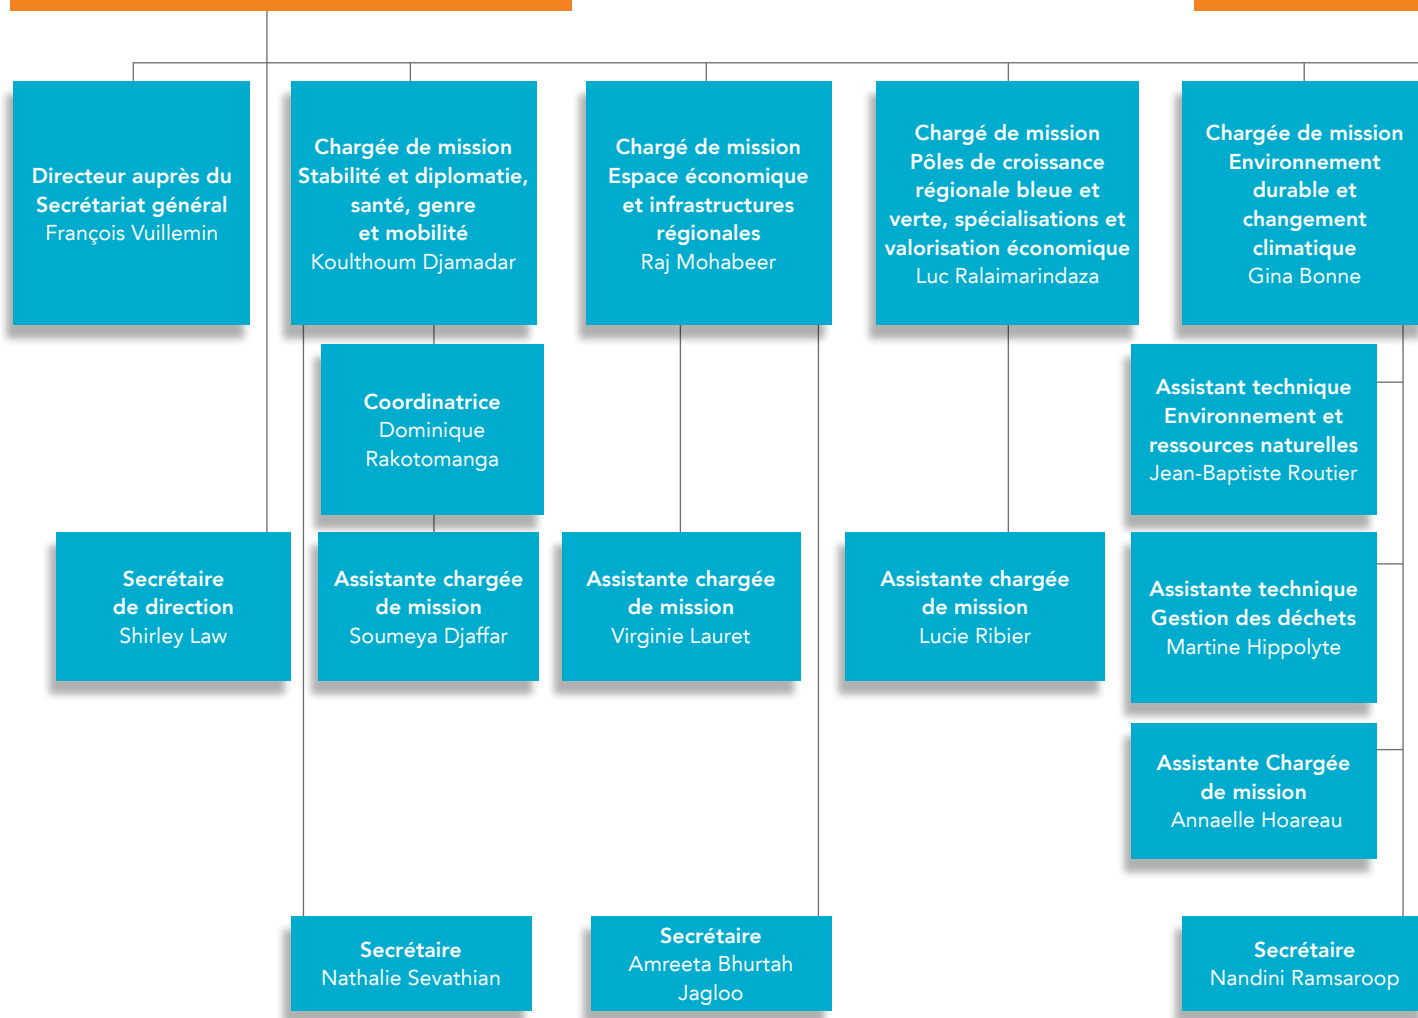 Directeur auprès du
Secrétariat général
François Vuillemin
Chargée de mission
Stabilité et diplomatie,
santé, genre
et mobilité
Koulthoum Djamadar
Chargé de mission
Espace économique
et infrastructures
régionales
Raj Mohabeer
Chargé de mission
Pôles de croissance
régionale bleue et
verte, spécialisations et
valorisation économique
Luc Ralaimarindaza
Chargée de mission
Environnement
durable et
changement
climatique
Gina Bonne
Coordinatrice
Dominique
Rakotomanga
Assistant technique
Environnement et
ressources naturelles
Jean-Baptiste Routier
Secrétaire
de direction
Shirley Law
Assistante chargée
de mission
Soumeya Djaffar
Assistante chargée
de mission
Virginie Lauret
Assistante chargée
de mission
Lucie Ribier
Assistante technique
Gestion des déchets
Martine Hippolyte
Assistante Chargée
de mission
Annaelle Hoareau
Secrétaire
Nathalie Sevathian
Secrétaire
Amreeta Bhurtah
Jagloo
Secrétaire
Nandini Ramsaroop